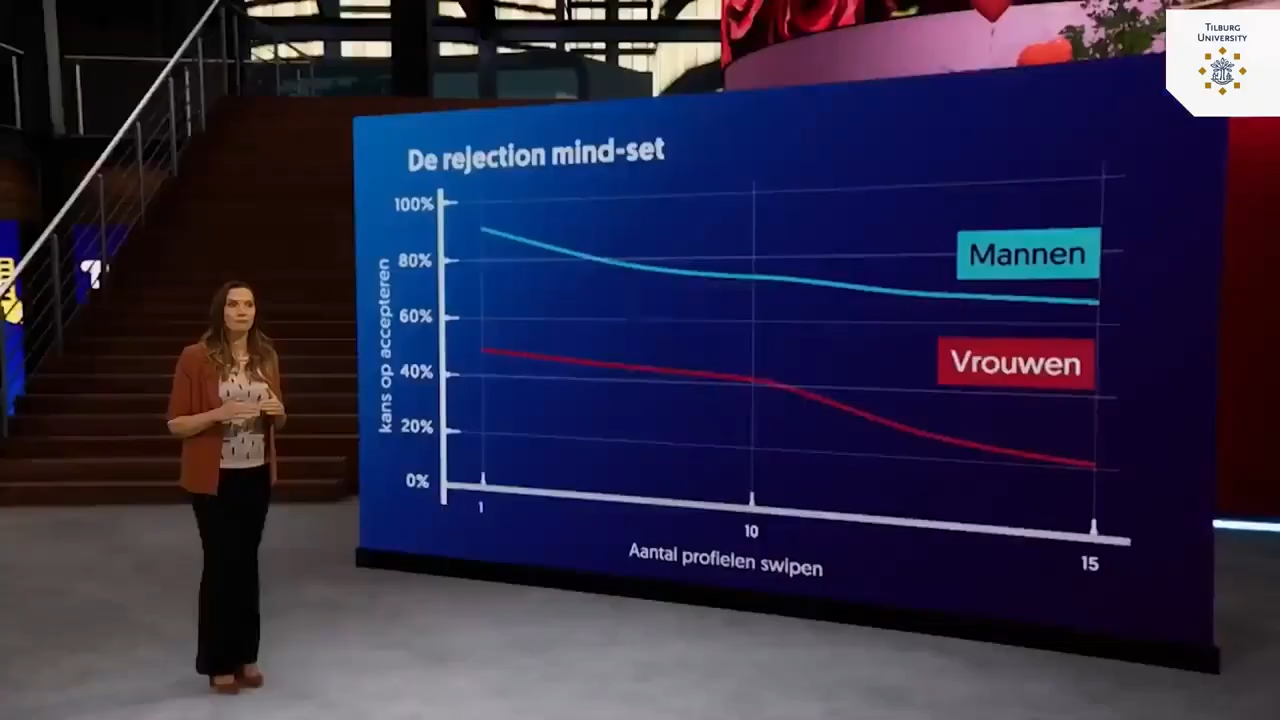 TILBURG
UNIVERSITY
De rejection mind-set
100%
80%
60%
40%
20%
0%
kans op accepteren
Mannen
Vrouwen
1
10
15
Aantal profielen swipen